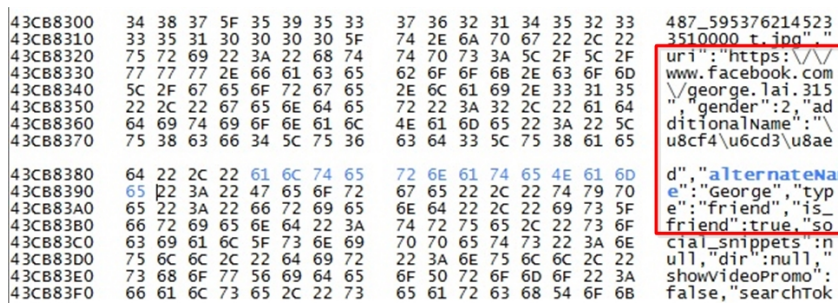 43CB8300 34 38 37 5F 35 39 35 33 37 36 32 31 34 35 32 33 487_595376214523
43CB8310 33 35 31 30 30 30 30 5F 74 2E 6A 70 67 22 2C 22 3510000_t.jpg","
43CB8320 75 72 69 22 3A 22 68 74 74 70 73 3A 5C 2F 5C 2F uri":"https:\/\/
43CB8330 77 77 77 2E 66 61 63 65 62 6F 6F 6B 2E 63 6F 6D www.facebook.com
43CB8340 5C 2F 67 65 6F 72 67 65 2E 6C 61 69 2E 33 31 35 \/george.lai.315
43CB8350 22 2C 22 67 65 6E 64 65 72 22 3A 32 2C 22 61 64 ","gender":2,"ad
43CB8360 64 69 74 69 6F 6E 61 6C 4E 61 6D 65 22 3A 22 5C ditionalName":"\
43CB8370 75 38 63 66 34 5C 75 36 63 64 33 5C 75 38 61 65 u8cf4\u6cd3\u8ae
43CB8380 64 22 2C 22 61 6C 74 65 72 6E 61 74 65 4E 61 6D d","alternateNam
43CB8390 65 22 3A 22 47 65 6F 72 67 65 22 2C 22 74 79 70 e":"George","typ
43CB83A0 65 22 3A 22 66 72 69 65 6E 64 22 2C 22 69 73 5F e":"friend","is_
43CB83B0 66 72 69 65 6E 64 22 3A 74 72 75 65 2C 22 73 6F friend":true,"so
43CB83C0 63 69 61 6C 5F 73 6E 69 70 70 65 74 73 22 3A 6E cial_snippets":n
43CB83D0 75 6C 6C 2C 22 64 69 72 22 3A 6E 75 6C 6C 2C 22 ull,"dir":null,"
43CB83E0 73 68 6F 77 56 69 64 65 6F 50 72 6F 6D 6F 22 3A showVideoPromo":
43CB83F0 66 61 6C 73 65 2C 22 73 65 61 72 63 68 54 6F 6B false,"searchTok